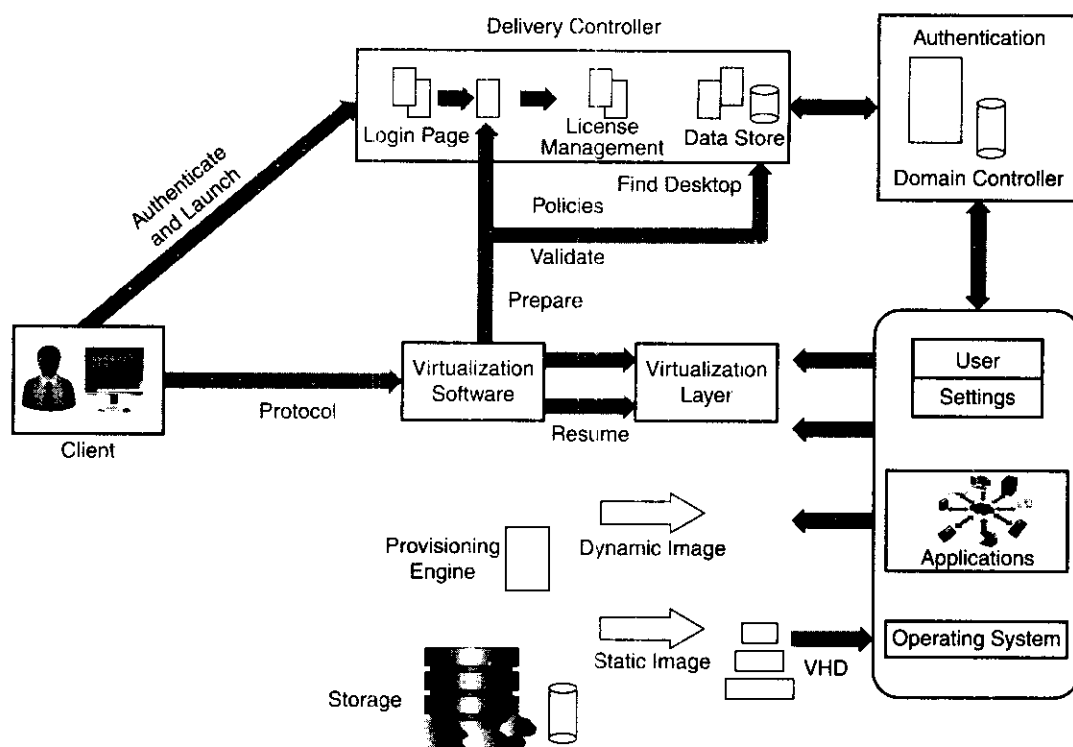 Delivery Controller
Authentication
Login Page
License
Management
Data Store
Domain Controller
Authenticate
and Launch
Find Desktop
Policies
Validate
Prepare
Virtualization
Software
Virtualization
Layer
User
Settings
Protocol
Resume
Client
Provisioning
Engine
Dynamic Image
Applications
Static Image
VHD
Operating System
Storage